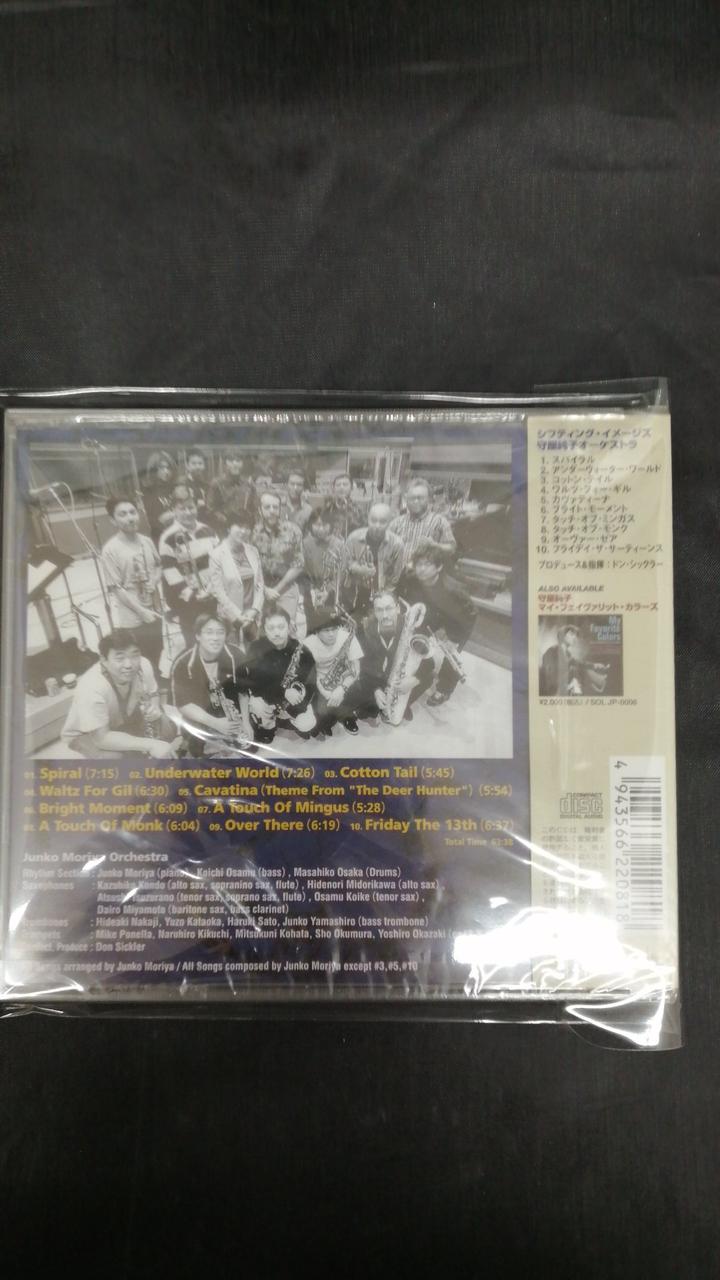 01. Spiral (7:15) 02. Underwater World (7:26) 03. Cotton Tail (5:45)
04. Waltz For Gil (6:30) 05. Cavatina (Theme From "The Deer Hunter") (5:54)
06. Bright Moment (6:09) 07. A Touch Of Mingus (5:28)
08. A Touch Of Monk (6:04) 09. Over There (6:19) 10. Friday The 13th (6:37)
Total Time 63:38
Junko Moriya Orchestra
Rhythm Section : Junko Moriya (piano), Koichi Osamu (bass), Masahiko Osaka (Drums)
Saxophones : Kazuhiko Kondo (alto sax, sopranino sax, flute), Hidenori Midorikawa (alto sax),
(tenor sax, soprano sax, flute), Osamu Koike (tenor sax),
Dairo Miyamoto (baritone sax, bass clarinet)
Trombones : Hideaki Nakaji, Yuzo Kataoka, Haruki Sato, Junko Yamashiro (bass trombone)
Trumpets : Mike Panella, Naruhiro Kikuchi, Mitsukuni Kohata, Sho Okumura, Yoshiro Okazaki
Produce : Don Sickler
Songs arranged by Junko Moriya / All Songs composed by Junko Moriya except #3,#5,#10
シフティング・イメージズ
守屋純子オーケストラ
1. スパイラル
2. アンダーウォーター・ワールド
3. コットン・テイル
4. ワルツ・フォー・ギル
5. カヴァティーナ
6. ブライト・モーメント
7. タッチ・オブ・ミンガス
8. タッチ・オブ・モンク
9. オーヴァー・ゼア
10. フライデイ・ザ・サーティーンス
プロデュース&指揮：ドン・シックラー
ALSO AVAILABLE
守屋純子
マイ・フェイヴァリット・カラーズ
My
Favorite
Colors
¥2,000(税込) / SOL JP-0006
COMPACT
disc
DIGITAL AUDIO
4 943566 220818